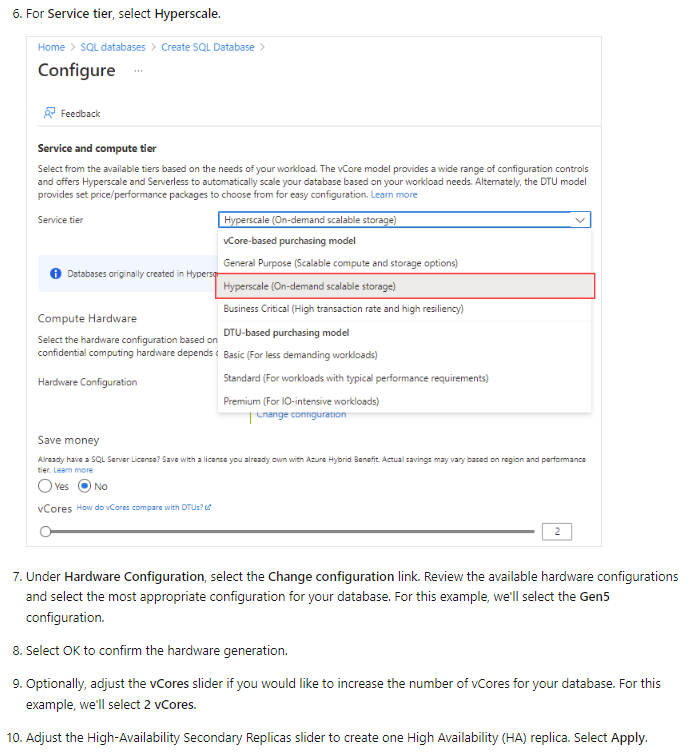 6. For Service tier, select Hyperscale.
Home > SQL databases > Create SQL Database >
Configure ...
Feedback
Service and compute tier
Select from the available tiers based on the needs of your workload. The vCore model provides a wide range of configuration controls
and offers Hyperscale and Serverless to automatically scale your database based on your workload needs. Alternately, the DTU model
provides set price/performance packages to choose from for easy configuration. Learn more
Service tier
Hyperscale (On-demand scalable storage)
vCore-based purchasing model
General Purpose (Scalable compute and storage options)
Databases originally created in Hypersc
Hyperscale (On-demand scalable storage)
Business Critical (High transaction rate and high resiliency)
Compute Hardware
DTU-based purchasing model
Select the hardware configuration based on
confidential computing hardware depends
Basic (For less demanding workloads)
Hardware Configuration
Standard (For workloads with typical performance requirements)
Premium (For IO-intensive workloads)
Change configuration
Save money
Already have a SQL Server License? Save with a license you already own with Azure Hybrid Benefit. Actual savings may vary based on region and performance
tier. Learn more
Yes No
vCores How do vCores compare with DTUs?
2
7. Under Hardware Configuration, select the Change configuration link. Review the available hardware configurations
and select the most appropriate configuration for your database. For this example, we'll select the Gen5
configuration.
8. Select OK to confirm the hardware generation.
9. Optionally, adjust the vCores slider if you would like to increase the number of vCores for your database. For this
example, we'll select 2 vCores.
10. Adjust the High-Availability Secondary Replicas slider to create one High Availability (HA) replica. Select Apply.